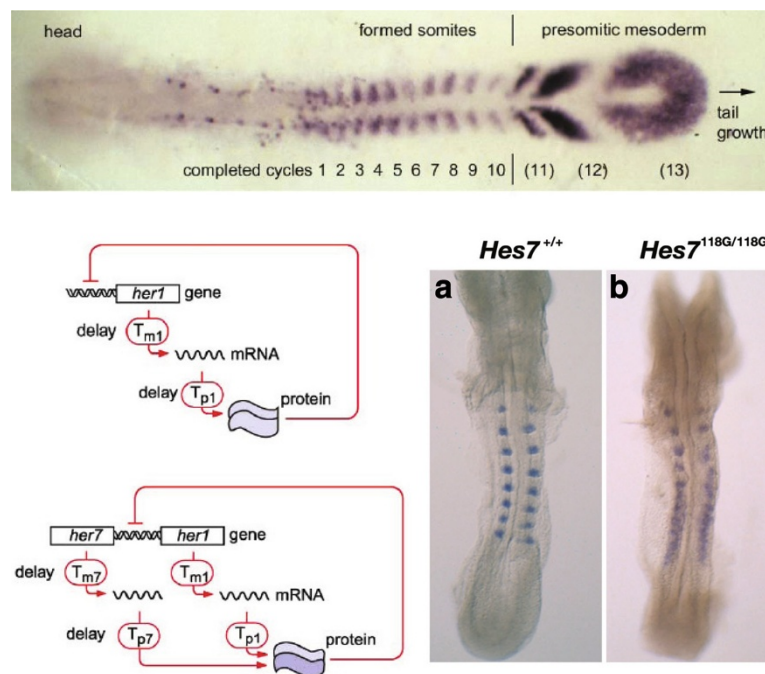 head
formed somites
presomitic mesoderm
tail
growth
completed cycles 1 2 3 4 5 6 7 8 9 10 (11) (12) (13)
her1 gene
delay Tm1
mRNA
delay Tp1
protein
her7 her1 gene
delay Tm7 Tm1
mRNA
delay Tp7 Tp1
protein
Hes7+/+
Hes7118G/118G
a
b